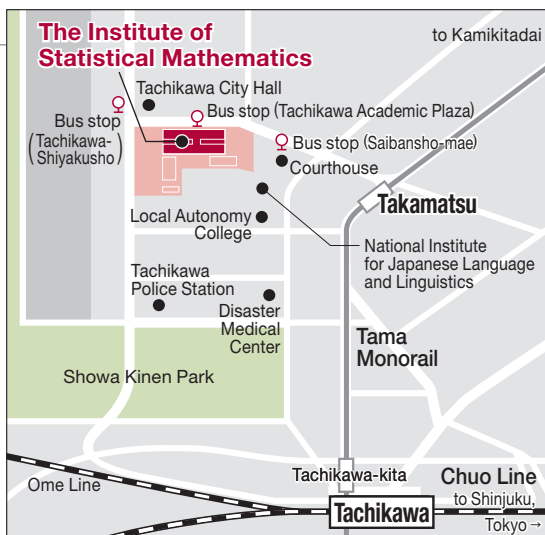 The Institute of
Statistical Mathematics
to Kamikitadai
Tachikawa City Hall
Bus stop (Tachikawa Academic Plaza)
Bus stop
(Tachikawa-
Shiyakusho)
Bus stop (Saibansho-mae)
Courthouse
Takamatsu
Local Autonomy
College
National Institute
for Japanese Language
and Linguistics
Tachikawa
Police Station
Disaster
Medical
Center
Tama
Monorail
Showa Kinen Park
Tachikawa-kita
Chuo Line
to Shinjuku,
Tokyo →
Ome Line
Tachikawa